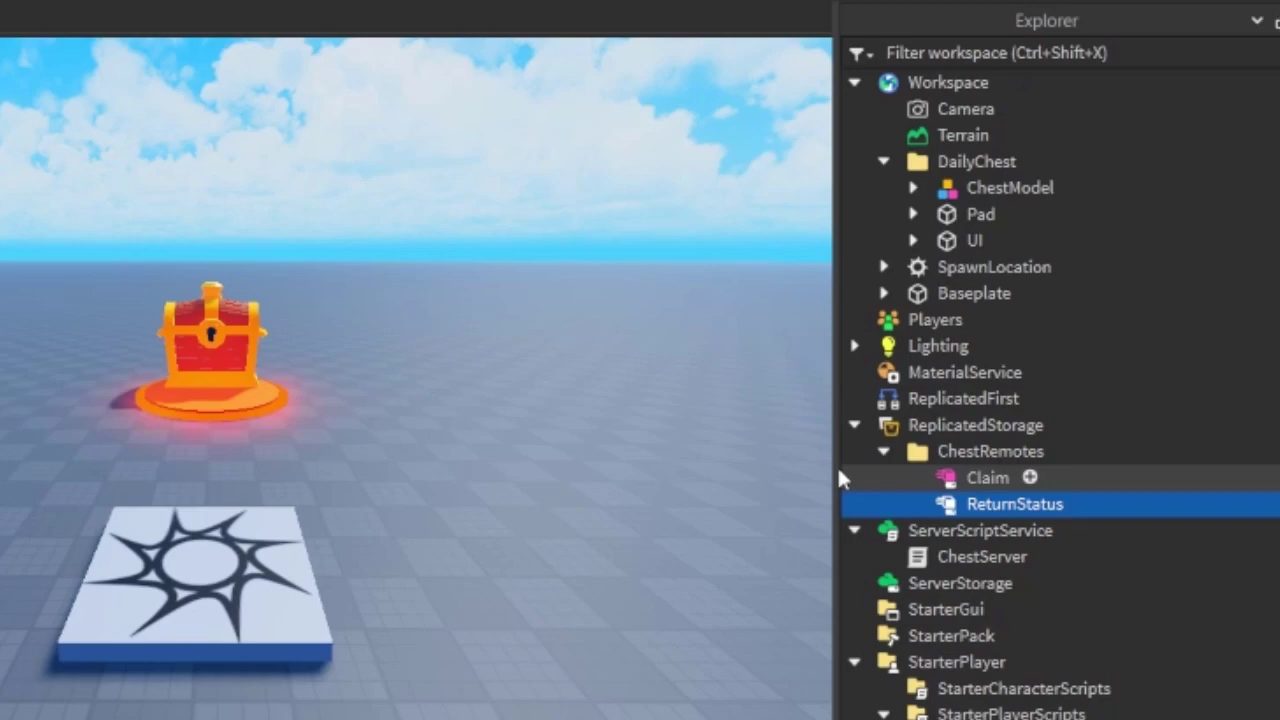 Explorer
Filter workspace (Ctrl+Shift+X)
Workspace
Camera
Terrain
DailyChest
ChestModel
Pad
UI
SpawnLocation
Baseplate
Players
Lighting
MaterialService
ReplicatedFirst
ReplicatedStorage
ChestRemotes
Claim
ReturnStatus
ServerScriptService
ChestServer
ServerStorage
StarterGui
StarterPack
StarterPlayer
StarterCharacterScripts
StarterPlayerScripts